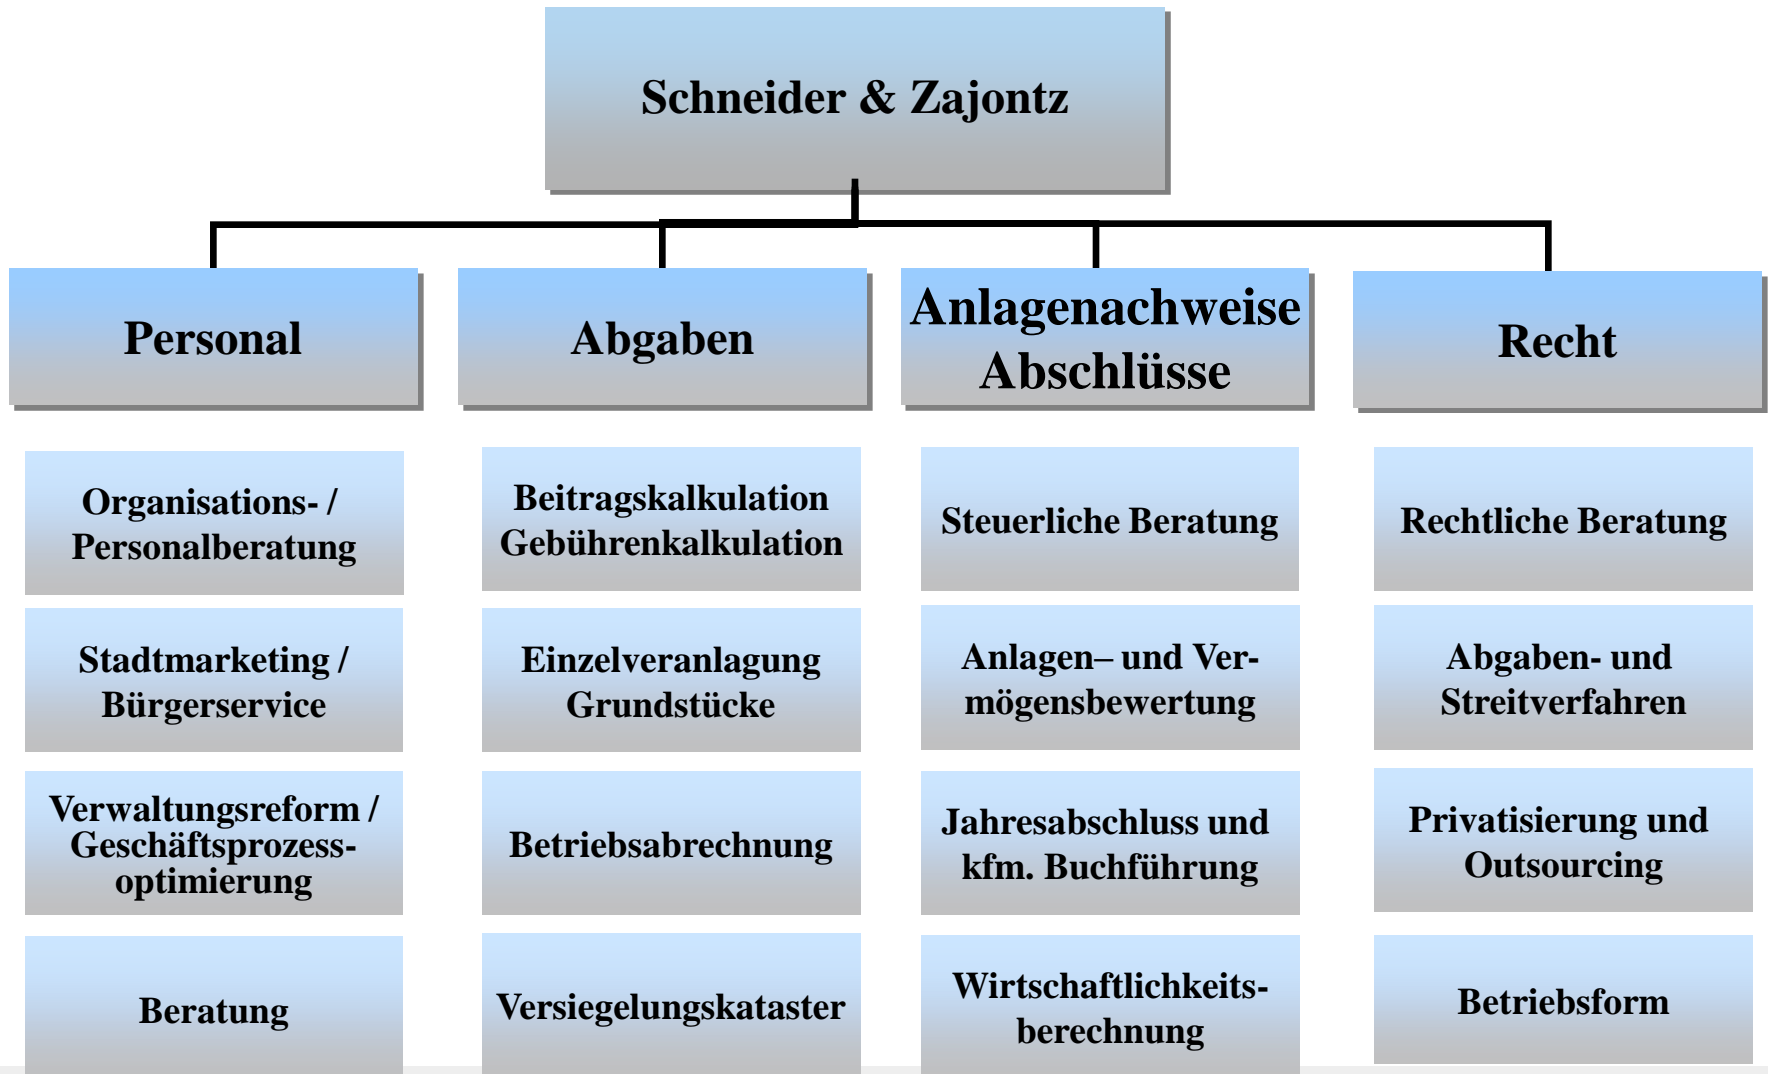 Schneider & Zajontz
Personal
Abgaben
Anlagenachweise
Abschlüsse
Recht
Organisations- /
Personalberatung
Beitragskalkulation
Gebührenkalkulation
Steuerliche Beratung
Rechtliche Beratung
Stadtmarketing /
Bürgerservice
Einzelveranlagung
Grundstücke
Anlagen– und Ver-
mögensbewertung
Abgaben- und
Streitverfahren
Verwaltungsreform /
Geschäftsprozess-
optimierung
Betriebsabrechnung
Jahresabschluss und
kfm. Buchführung
Privatisierung und
Outsourcing
Beratung
Versiegelungskataster
Wirtschaftlichkeits-
berechnung
Betriebsform